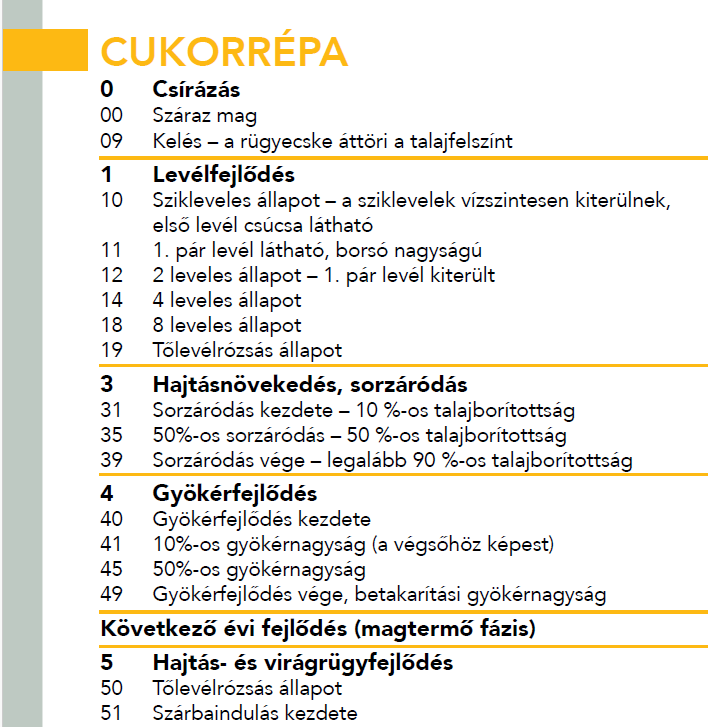 CUKORRÉPA
0 Csírázás
00 Száraz mag
09 Kelés – a rügyecske áttöri a talajfelszínt
1 Levélfejlődés
10 Szikleveles állapot – a sziklevelek vízszintesen kiterülnek,
első levél csúcsa látható
11 1. pár levél látható, borsó nagyságú
12 2 leveles állapot – 1. pár levél kiterült
14 4 leveles állapot
18 8 leveles állapot
19 Tőlevélrózsás állapot
3 Hajtásnövekedés, sorzáródás
31 Sorzáródás kezdete – 10 %-os talajborítottság
35 50%-os sorzáródás – 50 %-os talajborítottság
39 Sorzáródás vége – legalább 90 %-os talajborítottság
4 Gyökérfejlődés
40 Gyökérfejlődés kezdete
41 10%-os gyökérnagyság (a végsőhöz képest)
45 50%-os gyökérnagyság
49 Gyökérfejlődés vége, betakarítási gyökérnagyság
Következő évi fejlődés (magtermő fázis)
5 Hajtás- és virágrügyfejlődés
50 Tőlevélrózsás állapot
51 Szárbaindulás kezdete